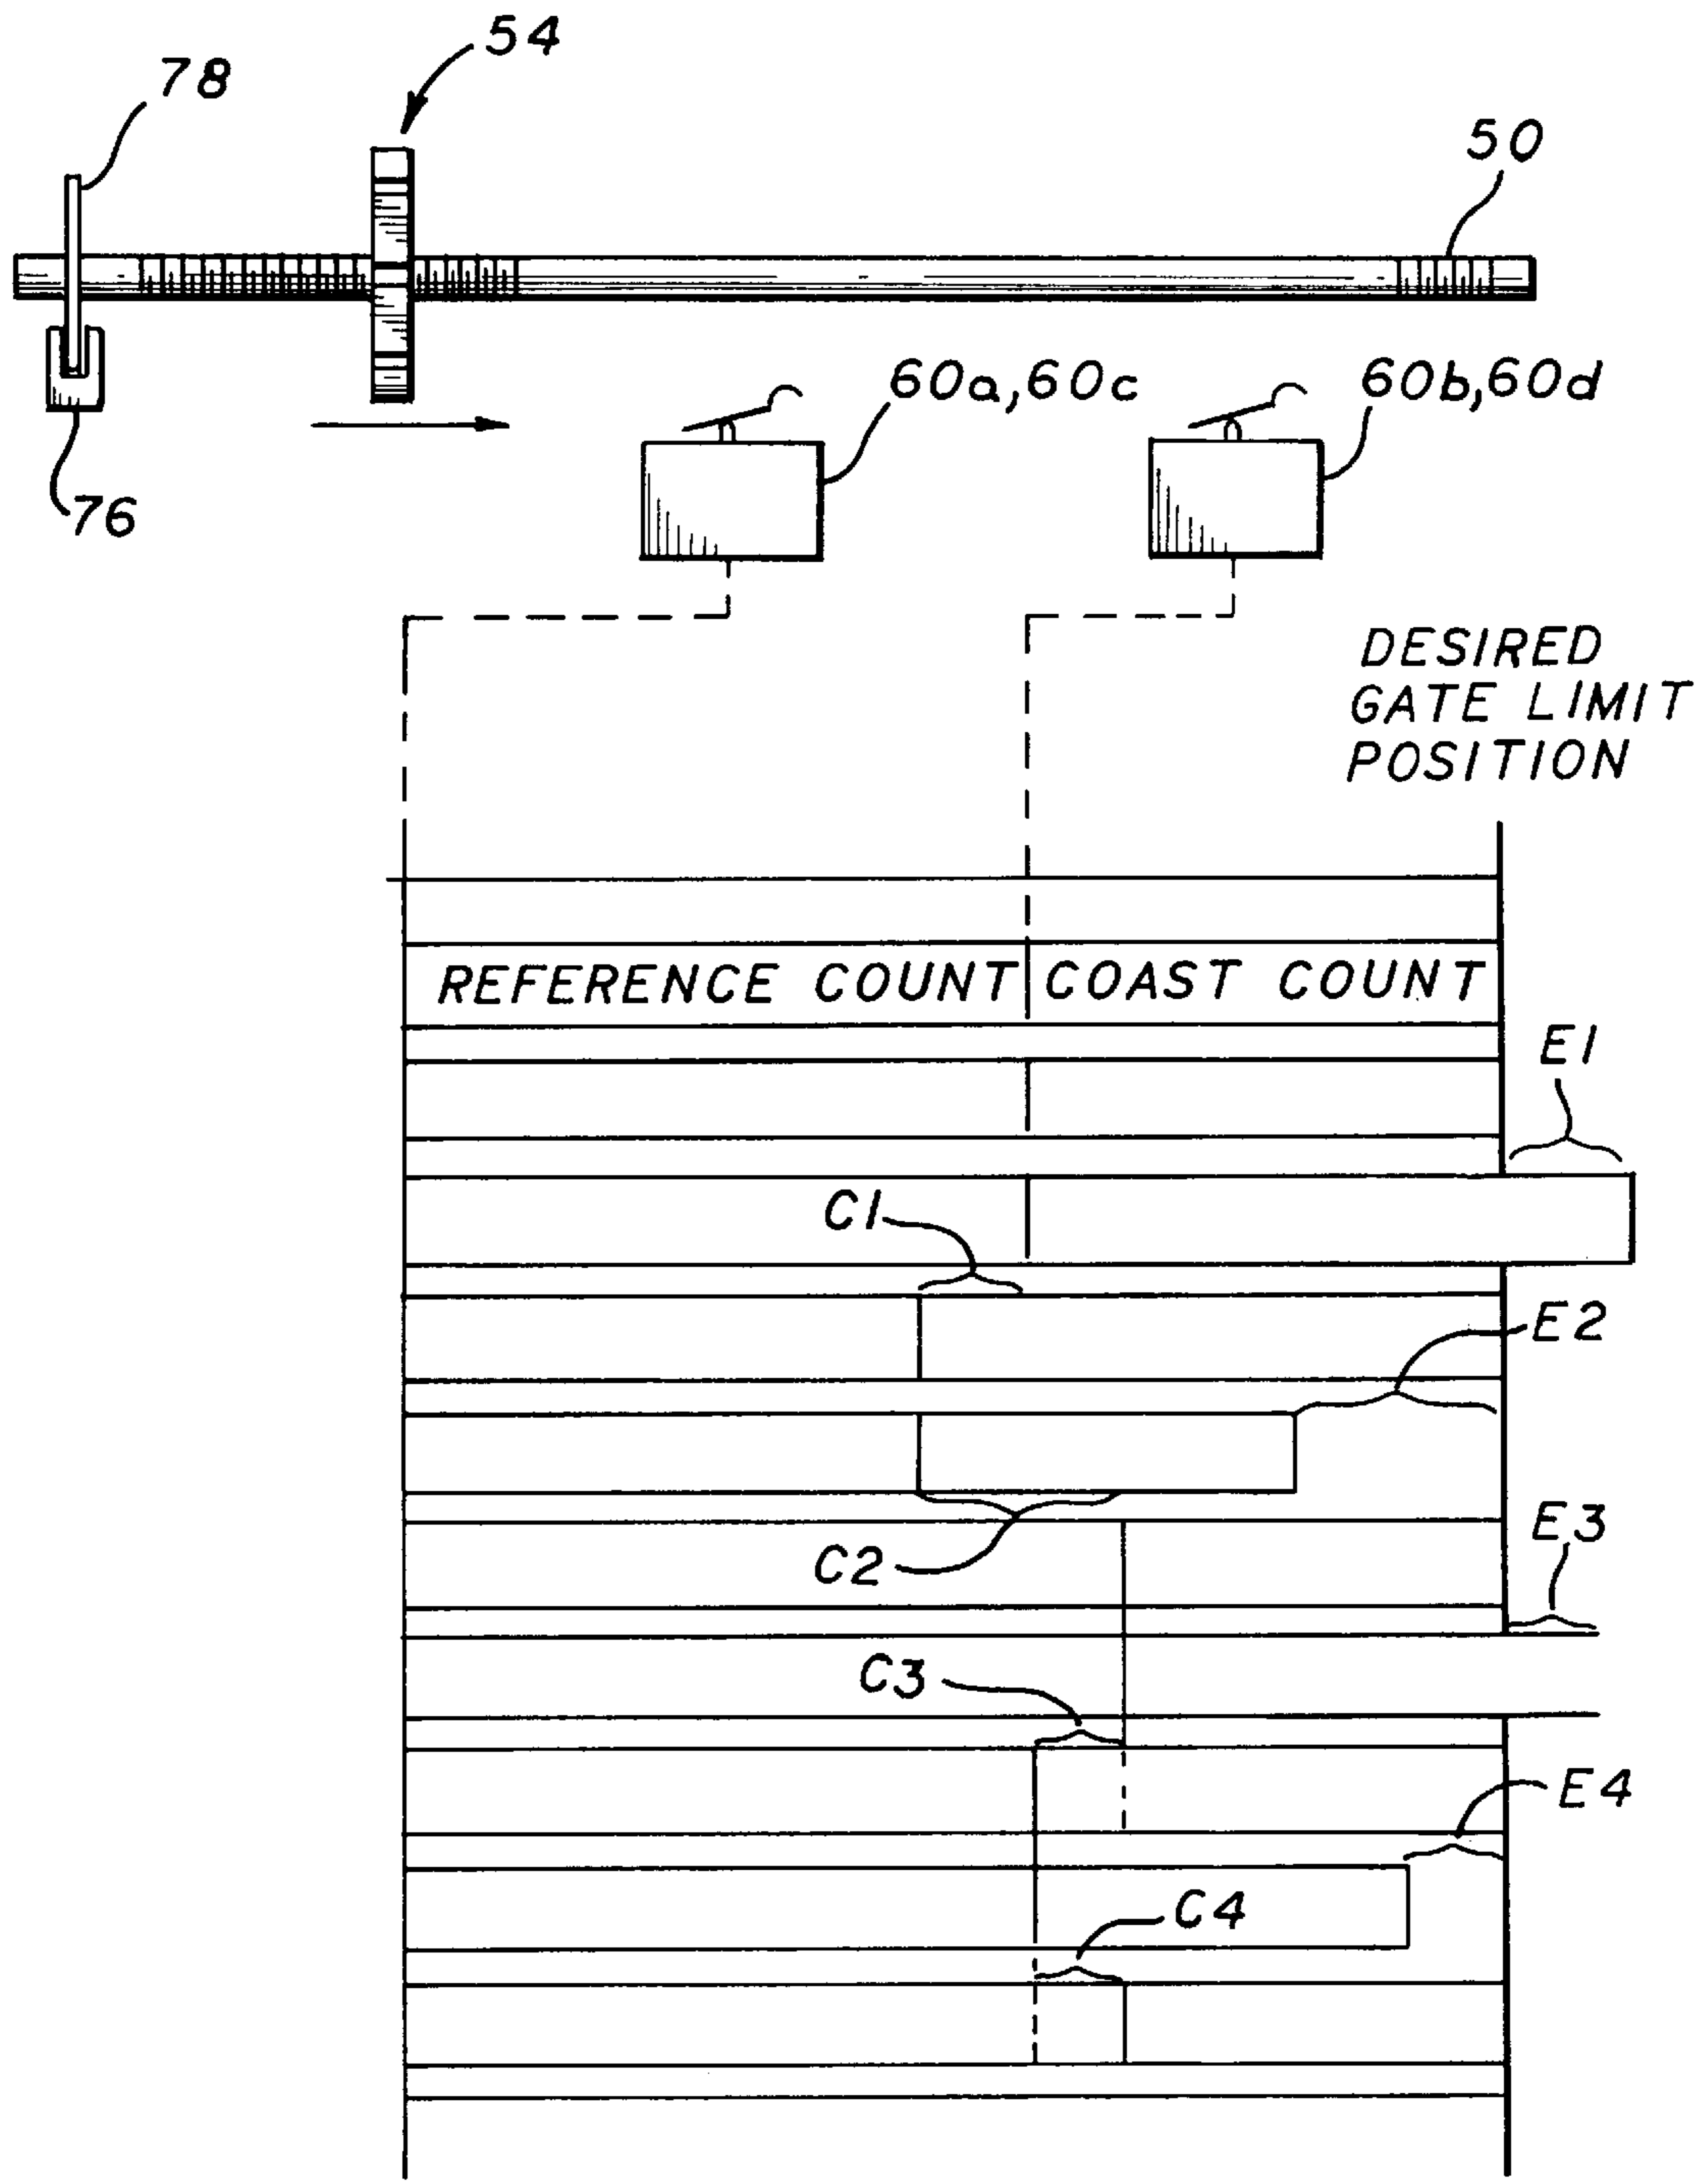 54
78
50
60a,60c
60b,60d
76
DESIRED
GATE LIMIT
POSITION
REFERENCE COUNT
COAST COUNT
E1
C1
E2
C2
E3
C3
E4
C4